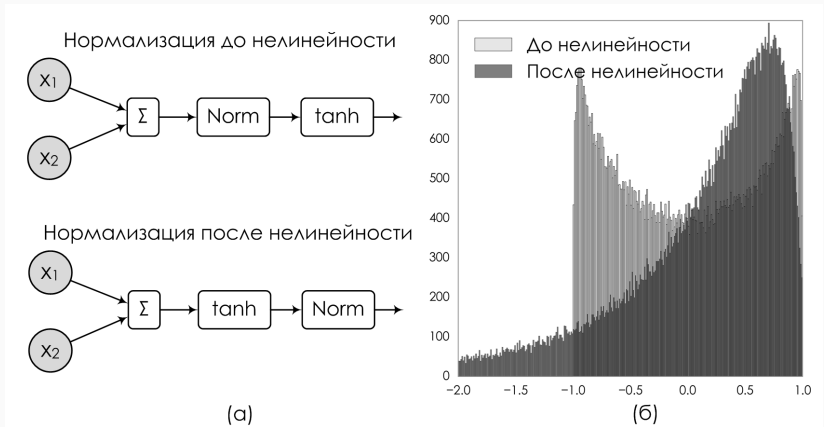 Нормализация до нелинейности
x1
x2
Σ
Norm
tanh
Нормализация после нелинейности
x1
x2
Σ
tanh
Norm
(а)
До нелинейности
После нелинейности
900
800
700
600
500
400
300
200
100
0
−2.0 −1.5 −1.0 −0.5 0.0 0.5 1.0
(б)